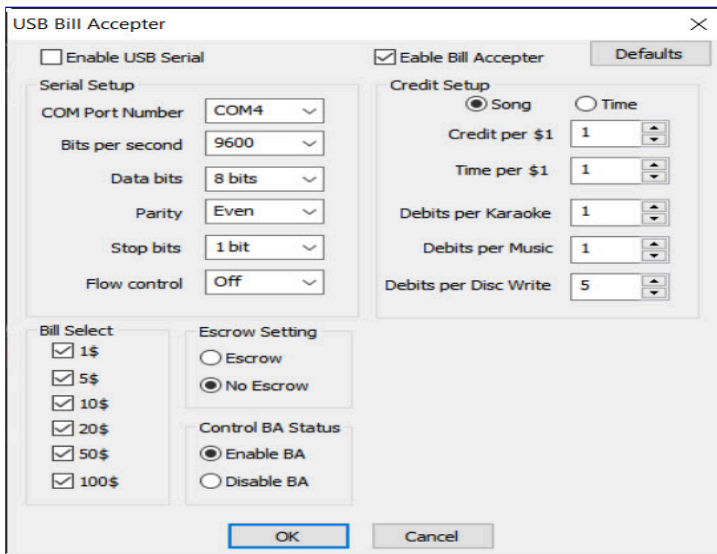 USB Bill Accepter
Enable USB Serial
Eable Bill Accepter
Defaults
Serial Setup
COM Port Number COM4
Bits per second 9600
Data bits 8 bits
Parity Even
Stop bits 1 bit
Flow control Off
Credit Setup
Song Time
Credit per $1 1
Time per $1 1
Debits per Karaoke 1
Debits per Music 1
Debits per Disc Write 5
Bill Select
1$
5$
10$
20$
50$
100$
Escrow Setting
Escrow
No Escrow
Control BA Status
Enable BA
Disable BA
OK Cancel